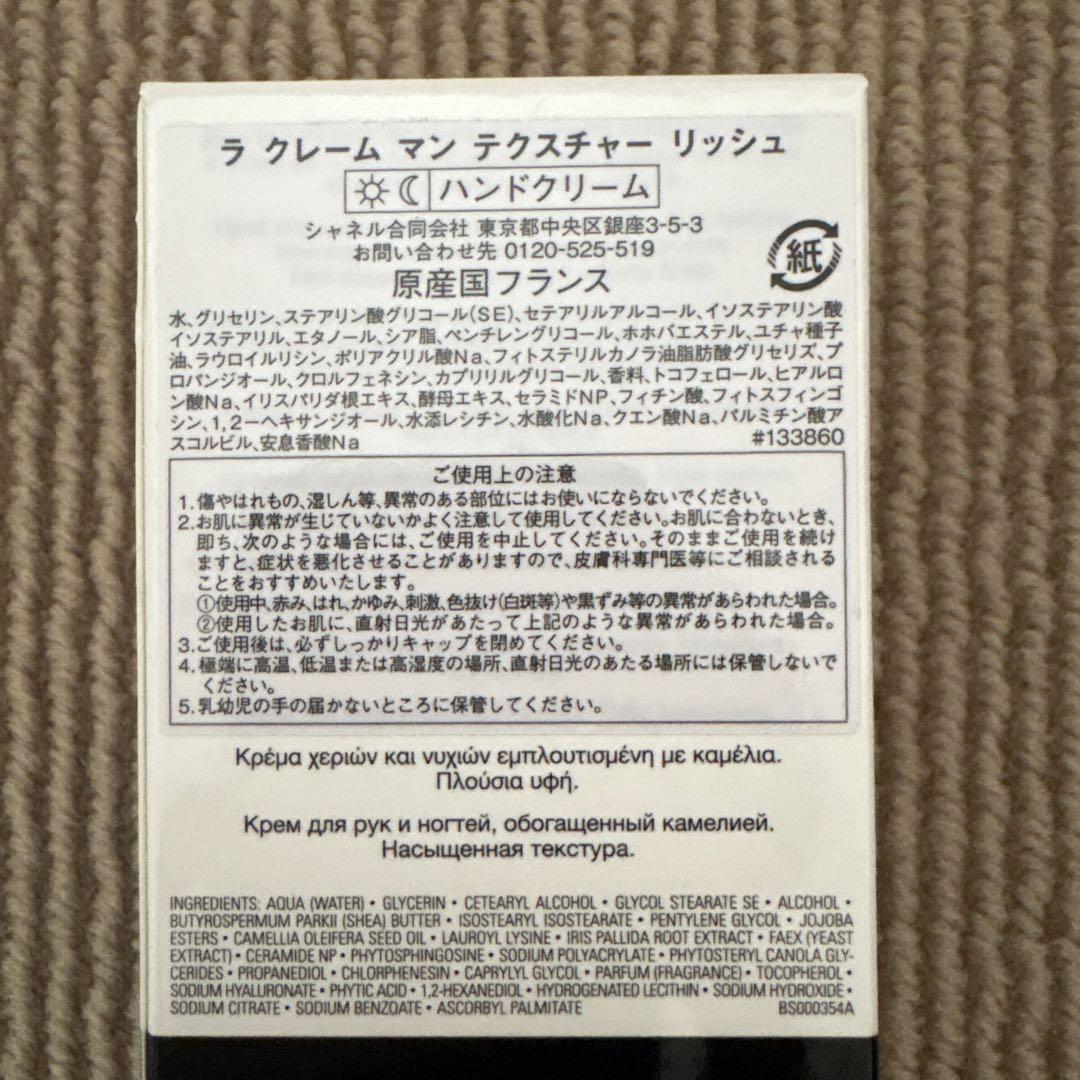 ラ クレーム マン テクスチャー リッシュ
ハンドクリーム
シャネル合同会社 東京都中央区銀座3-5-3
お問い合わせ先 0120-525-519
紙
原産国フランス
水、グリセリン、ステアリン酸グリコール(SE)、セテアリルアルコール、イソステアリン酸
イソステアリル、エタノール、シア脂、ペンチレングリコール、ホホバエステル、ユチャ種子
油、ラウロイルリシン、ポリアクリル酸Na、フィトステリルカノラ油脂肪酸グリセリズ、プ
ロパンジオール、クロルフェネシン、カプリリルグリコール、香料、トコフェロール、ヒアルロ
ン酸Na、イリスパリダ根エキス、酵母エキス、セラミドNP、フィチン酸、フィトスフィンゴ
シン、1,2-ヘキサンジオール、水添レシチン、水酸化Na、クエン酸Na、パルミチン酸ア
スコルビル、安息香酸Na #133860
ご使用上の注意
1.傷やはれもの、湿しん等、異常のある部位にはお使いにならないでください。
2.お肌に異常が生じていないかよく注意して使用してください。お肌に合わないとき、
即ち、次のような場合には、ご使用を中止してください。そのままご使用を続け
ますと、症状を悪化させることがありますので、皮膚科専門医等にご相談される
ことをおすすめいたします。
①使用中、赤み、はれ、かゆみ、刺激、色抜け(白斑等)や黒ずみ等の異常があらわれた場合。
②使用したお肌に、直射日光があたって上記のような異常があらわれた場合。
3.ご使用後は、必ずしっかりキャップを閉めてください。
4.極端に高温、低温または高湿度の場所、直射日光のあたる場所には保管しないで
ください。
5.乳幼児の手の届かないところに保管してください。
Κρέμα χεριών και νυχιών εμπλουτισμένη με καμέλια.
Πλούσια υφή.
Крем для рук и ногтей, обогащенный камелией.
Насыщенная текстура.
INGREDIENTS: AQUA (WATER) • GLYCERIN • CETEARYL ALCOHOL • GLYCOL STEARATE SE • ALCOHOL •
BUTYROSPERMUM PARKII (SHEA) BUTTER • ISOSTEARYL ISOSTEARATE • PENTYLENE GLYCOL • JOJOBA
ESTERS • CAMELLIA OLEIFERA SEED OIL • LAUROYL LYSINE • IRIS PALLIDA ROOT EXTRACT • FAEX (YEAST
EXTRACT) • CERAMIDE NP • PHYTOSPHINGOSINE • SODIUM POLYACRYLATE • PHYTOSTERYL CANOLA GLY-
CERIDES • PROPANEDIOL • CHLORPHENESIN • CAPRYLYL GLYCOL • PARFUM (FRAGRANCE) • TOCOPHEROL •
SODIUM HYALURONATE • PHYTIC ACID • 1,2-HEXANEDIOL • HYDROGENATED LECITHIN • SODIUM HYDROXIDE •
SODIUM CITRATE • SODIUM BENZOATE • ASCORBYL PALMITATE BS000354A